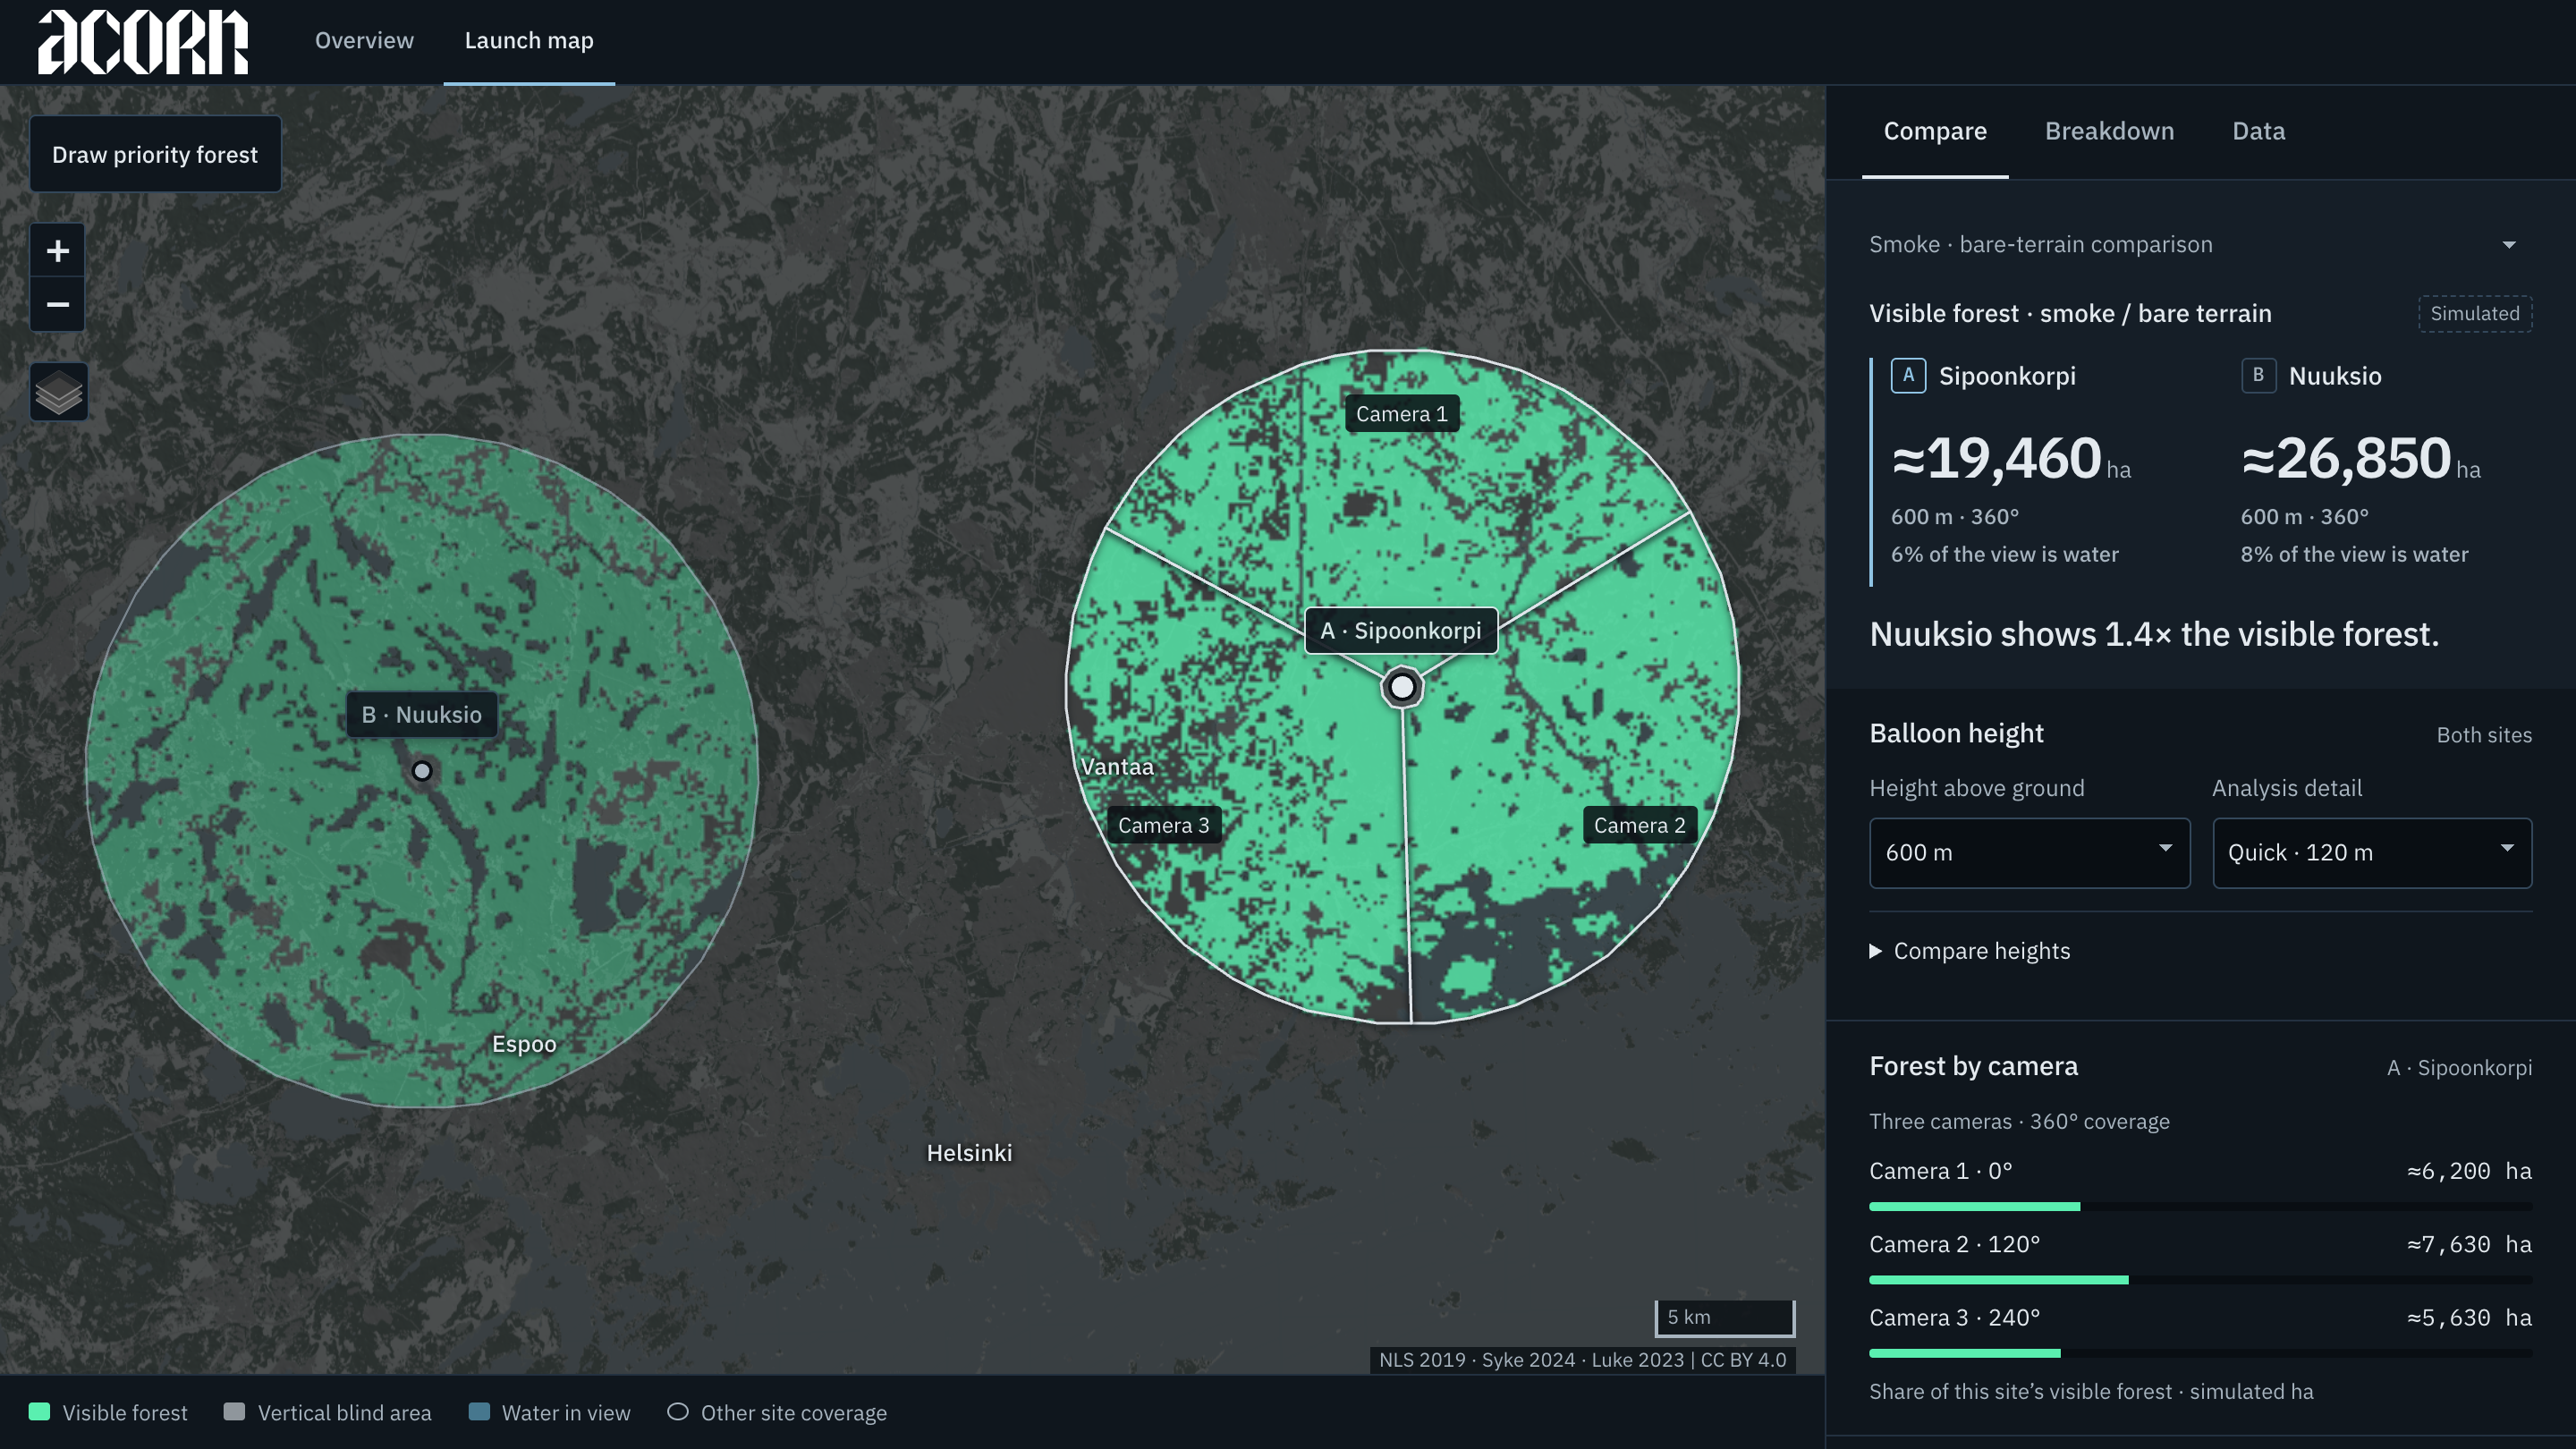 acorn
Overview
Launch map
Draw priority forest
+
−
Camera 1
A · Sipoonkorpi
B · Nuuksio
Vantaa
Camera 3
Camera 2
Espoo
Helsinki
5 km
NLS 2019 · Syke 2024 · Luke 2023 | CC BY 4.0
Visible forest
Vertical blind area
Water in view
Other site coverage
Compare
Breakdown
Data
Smoke · bare-terrain comparison
Visible forest · smoke / bare terrain
Simulated
A Sipoonkorpi
≈19,460 ha
600 m · 360°
6% of the view is water
B Nuuksio
≈26,850 ha
600 m · 360°
8% of the view is water
Nuuksio shows 1.4× the visible forest.
Balloon height
Both sites
Height above ground
600 m
Analysis detail
Quick · 120 m
Compare heights
Forest by camera
A · Sipoonkorpi
Three cameras · 360° coverage
Camera 1 · 0°
≈6,200 ha
Camera 2 · 120°
≈7,630 ha
Camera 3 · 240°
≈5,630 ha
Share of this site’s visible forest · simulated ha